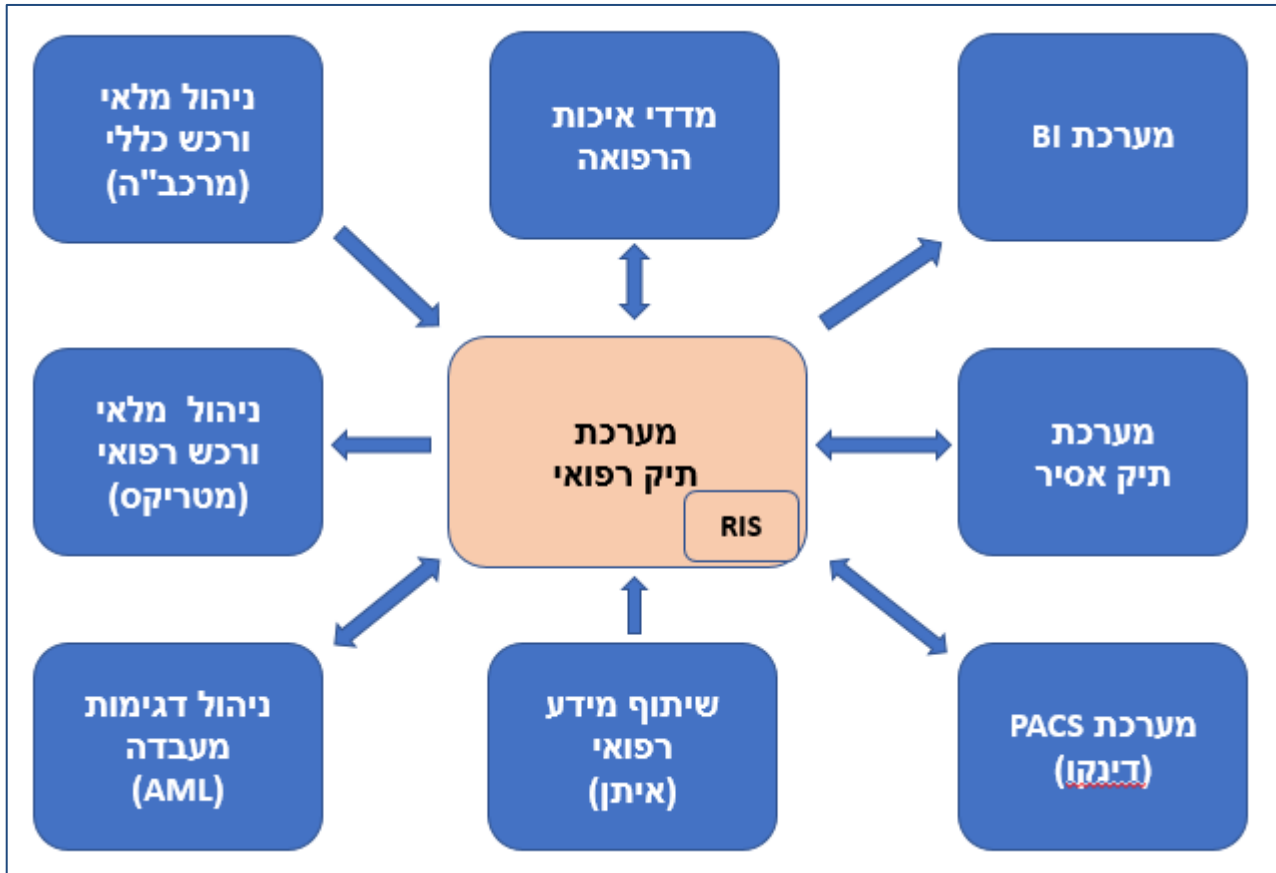 מערכת BI
מדדי איכות
הרפואה
ניהול מלאי
ורכש כללי
(מרכב"ה)
מערכת
תיק אסיר
מערכת
תיק רפואי
RIS
ניהול מלאי
ורכש רפואי
(מטריקס)
מערכת PACS
(דינקו)
שיתוף מידע
רפואי
(איתן)
ניהול דגימות
מעבדה
(AML)